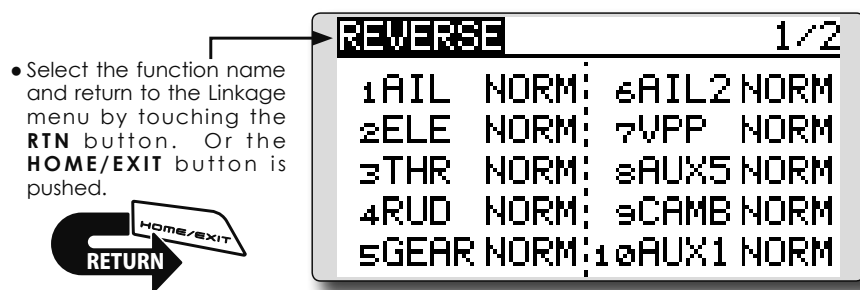 ● Select the function name
and return to the Linkage
menu by touching the
RTN button. Or the
HOME/EXIT button is
pushed.
HOME/EXIT
RETURN
REVERSE 1/2
1AIL NORM 6AIL2 NORM
2ELE NORM 7VPP NORM
3THR NORM 8AUX5 NORM
4RUD NORM 9CAMB NORM
5GEAR NORM 10AUX1 NORM